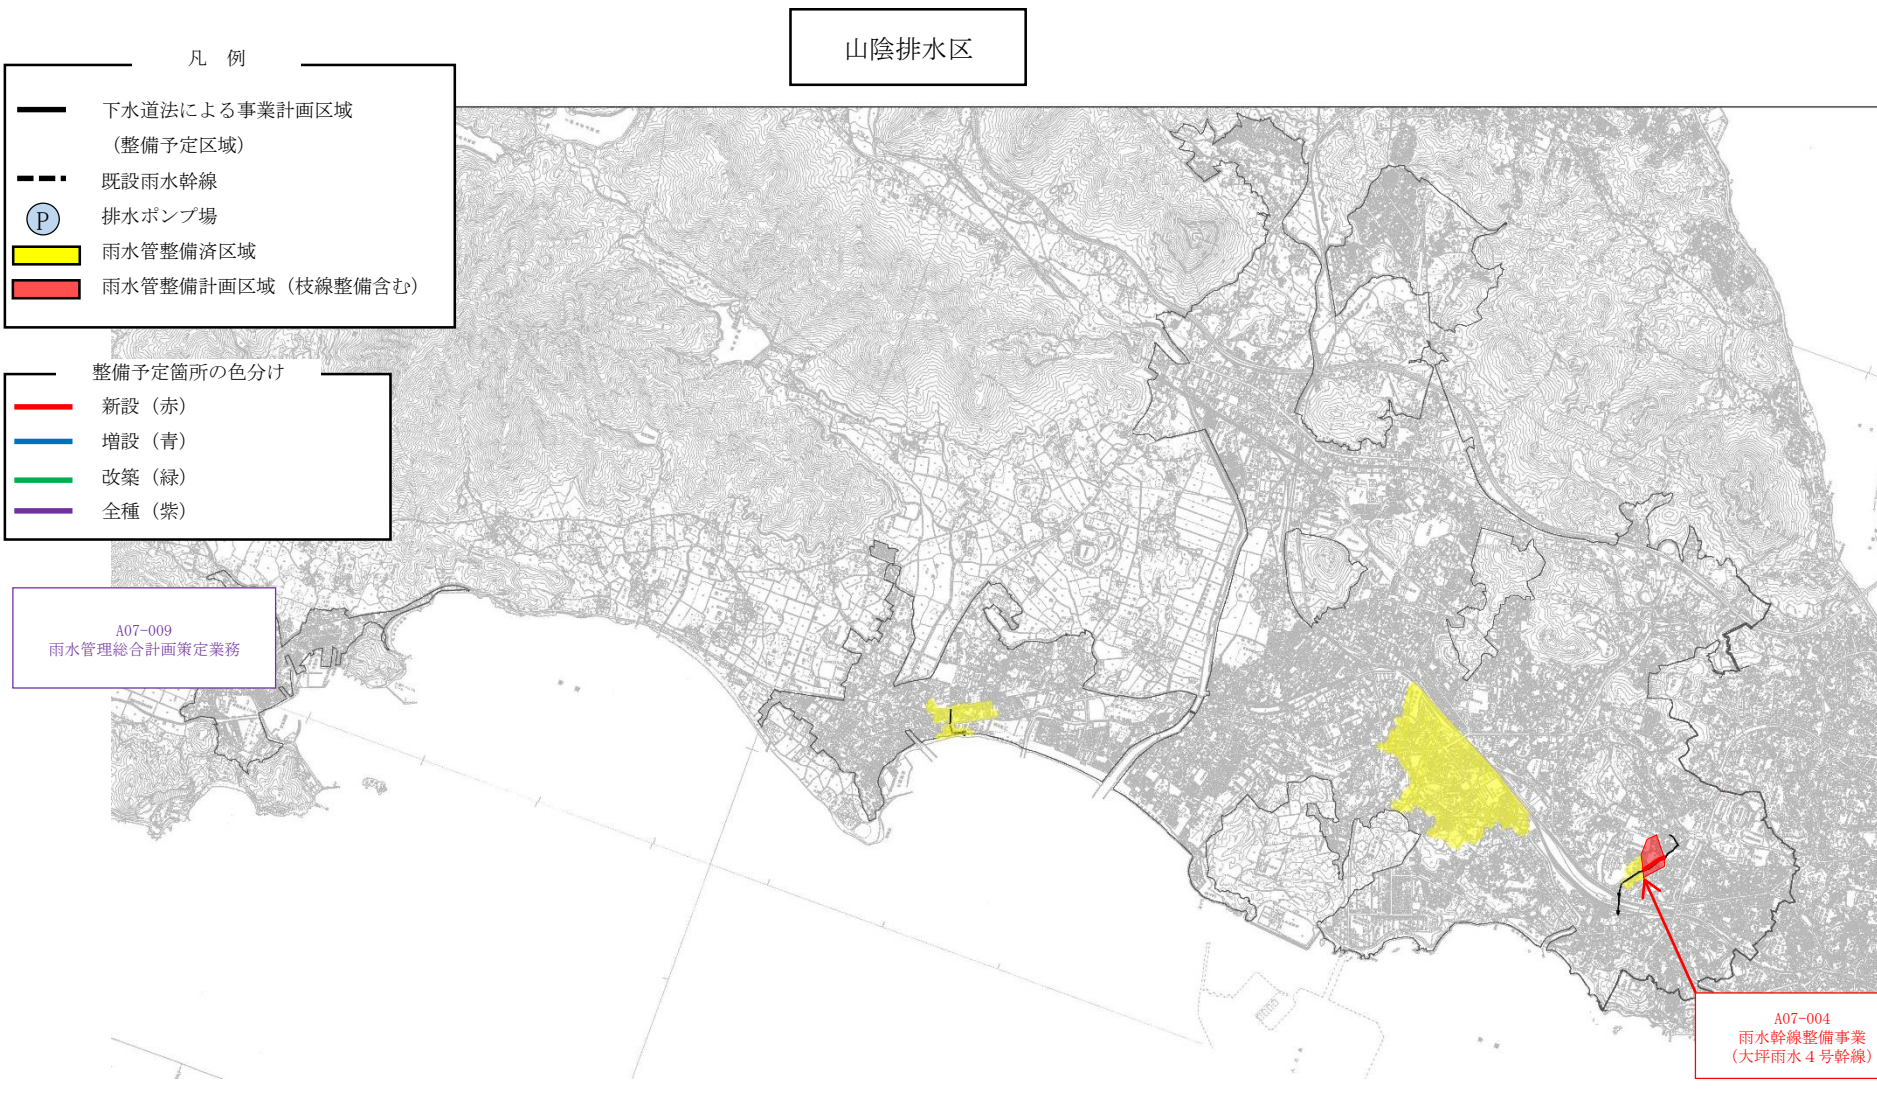 山陰排水区
凡 例
下水道法による事業計画区域
（整備予定区域）
既設雨水幹線
P
排水ポンプ場
雨水管整備済区域
雨水管整備計画区域（枝線整備含む）
整備予定箇所の色分け
新設（赤）
増設（青）
改築（緑）
全種（紫）
A07-009
雨水管理総合計画策定業務
A07-004
雨水幹線整備事業
（大坪雨水４号幹線）